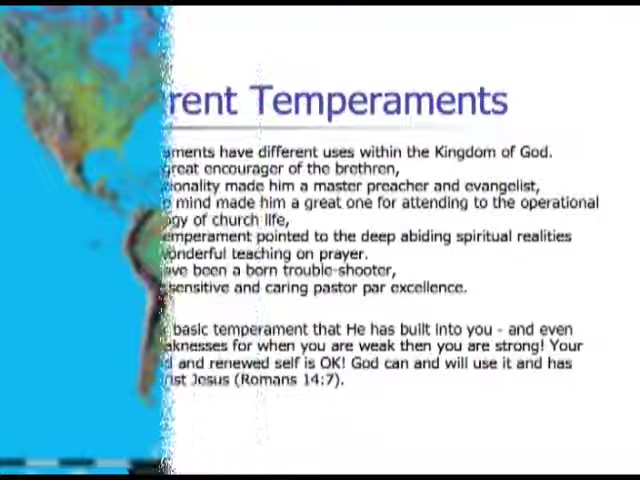 rent Temperaments
aments have different uses within the Kingdom of God.
great encourager of the brethren,
ionality made him a master preacher and evangelist,
mind made him a great one for attending to the operational
ogy of church life,
emperament pointed to the deep abiding spiritual realities
wonderful teaching on prayer.
ave been a born trouble-shooter,
sensitive and caring pastor par excellence.
basic temperament that He has built into you - and even
aknesses for when you are weak then you are strong! Your
and renewed self is OK! God can and will use it and has
rist Jesus (Romans 14:7).